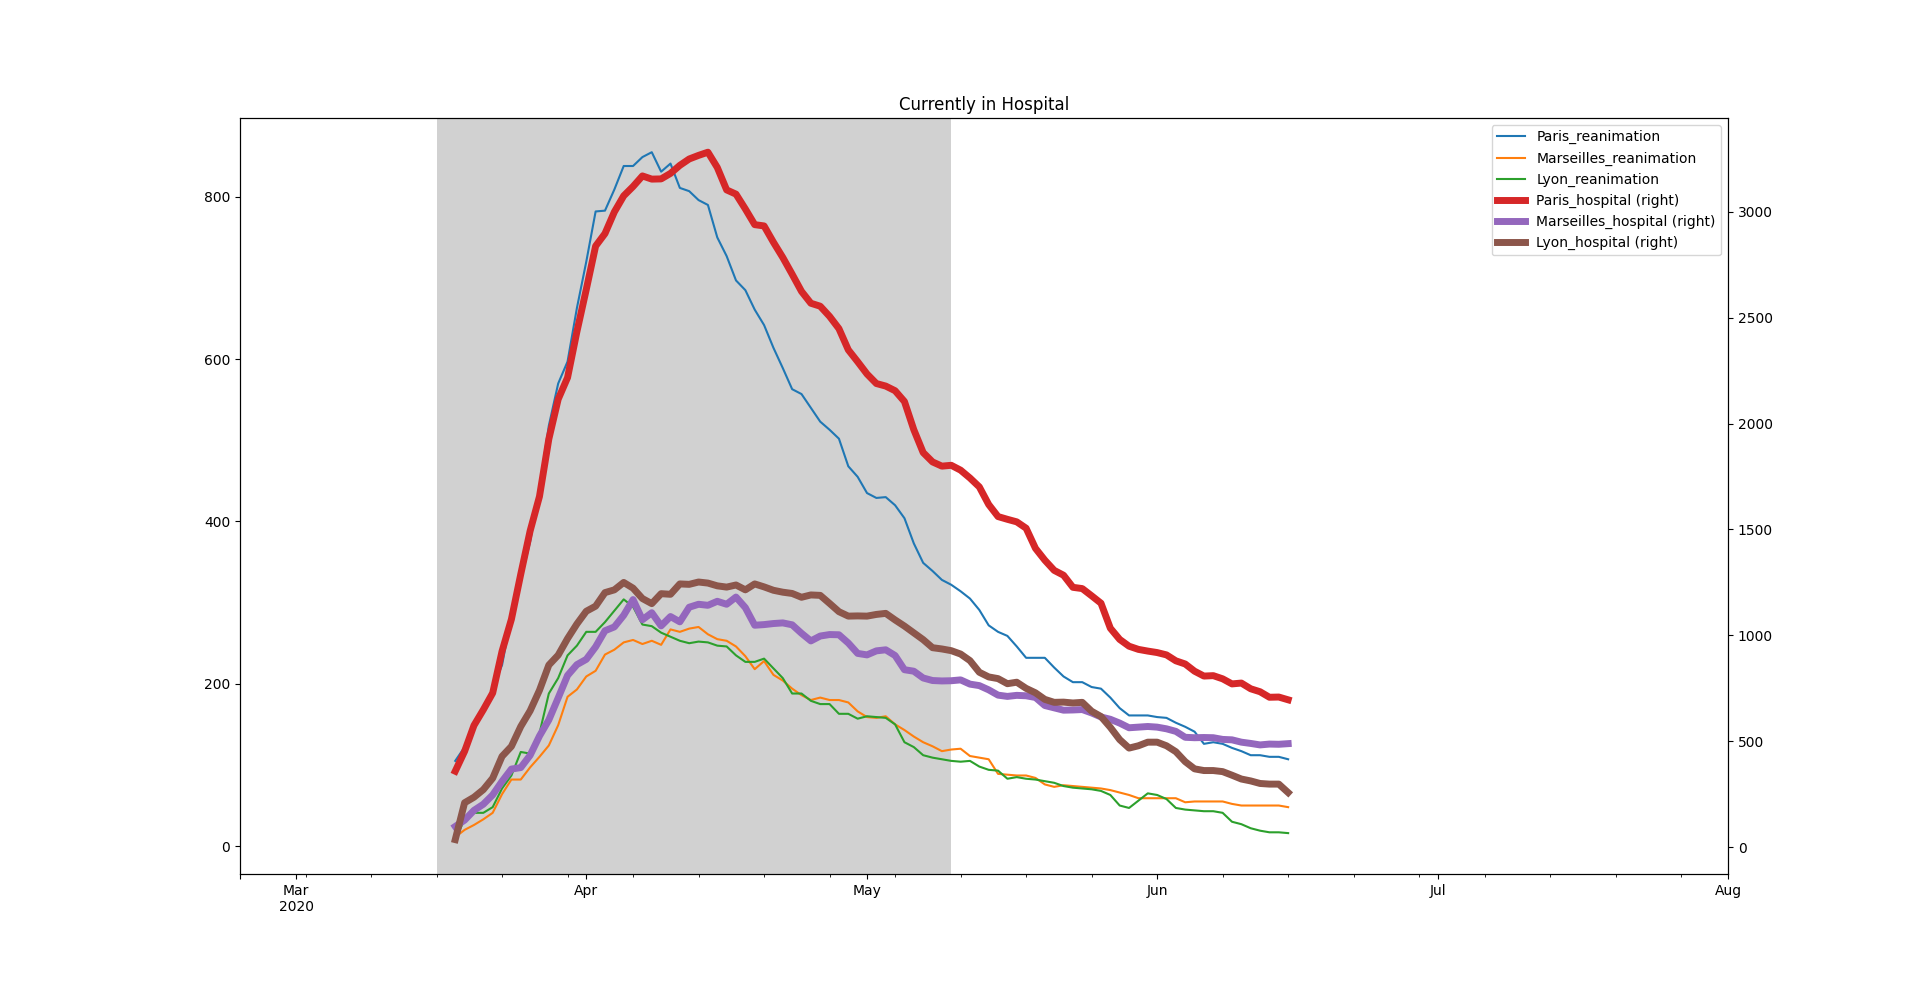 Currently in Hospital
Paris_reanimation
Marseilles_reanimation
Lyon_reanimation
Paris_hospital (right)
Marseilles_hospital (right)
Lyon_hospital (right)
800
600
400
200
0
3000
2500
2000
1500
1000
500
0
Mar Apr May Jun Jul Aug
2020